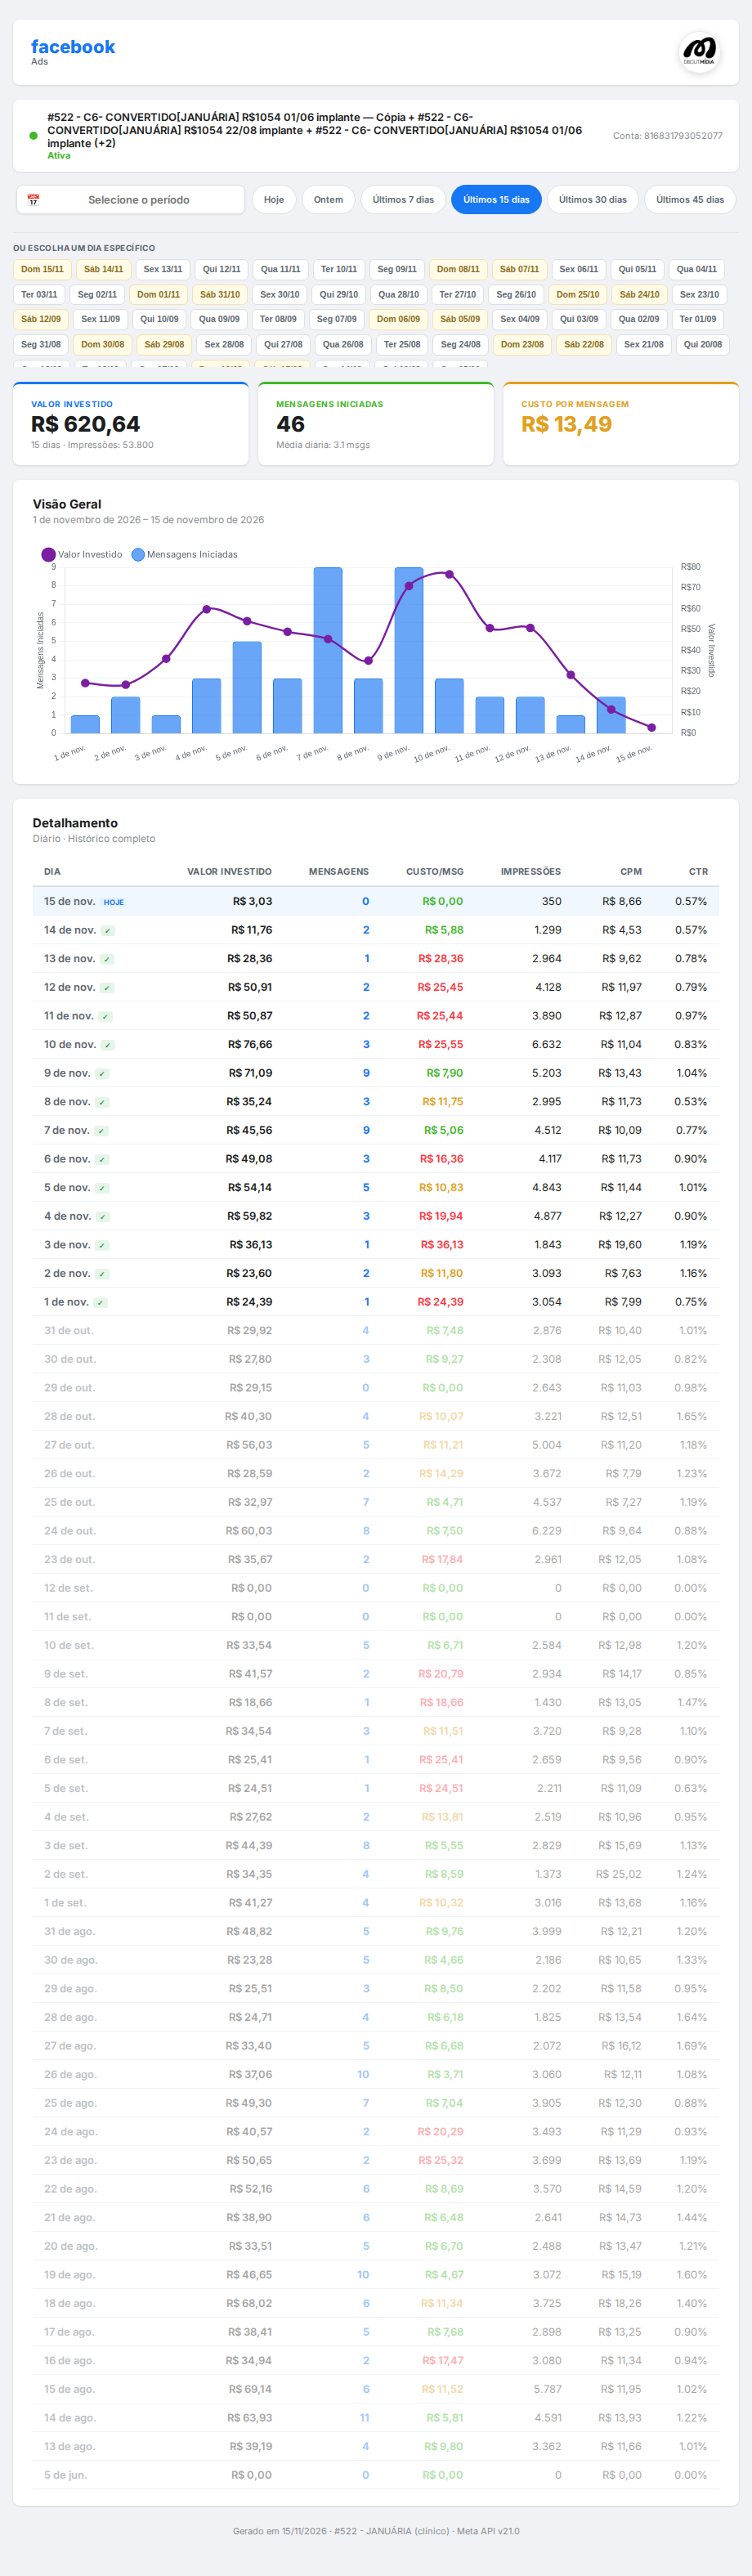 facebook
Ads
DBOUTMÍDIA
#522 - C6- CONVERTIDO[JANUÁRIA] R$1054 01/06 implante — Cópia + #522 - C6-
CONVERTIDO[JANUÁRIA] R$1054 22/08 implante + #522 - C6- CONVERTIDO[JANUÁRIA] R$1054 01/06
implante (+2)
Ativa
Conta: 816831793052077
Selecione o período
Hoje
Ontem
Últimos 7 dias
Últimos 15 dias
Últimos 30 dias
Últimos 45 dias
OU ESCOLHA UM DIA ESPECÍFICO
Dom 15/11 Sáb 14/11 Sex 13/11 Qui 12/11 Qua 11/11 Ter 10/11 Seg 09/11 Dom 08/11 Sáb 07/11 Sex 06/11 Qui 05/11 Qua 04/11
Ter 03/11 Seg 02/11 Dom 01/11 Sáb 31/10 Sex 30/10 Qui 29/10 Qua 28/10 Ter 27/10 Seg 26/10 Dom 25/10 Sáb 24/10 Sex 23/10
Sáb 12/09 Sex 11/09 Qui 10/09 Qua 09/09 Ter 08/09 Seg 07/09 Dom 06/09 Sáb 05/09 Sex 04/09 Qui 03/09 Qua 02/09 Ter 01/09
Seg 31/08 Dom 30/08 Sáb 29/08 Sex 28/08 Qui 27/08 Qua 26/08 Ter 25/08 Seg 24/08 Dom 23/08 Sáb 22/08 Sex 21/08 Qui 20/08
VALOR INVESTIDO
R$ 620,64
15 dias · Impressões: 53.800
MENSAGENS INICIADAS
46
Média diária: 3.1 msgs
CUSTO POR MENSAGEM
R$ 13,49
Visão Geral
1 de novembro de 2026 – 15 de novembro de 2026
Valor Investido
Mensagens Iniciadas
Mensagens Iniciadas
9
8
7
6
5
4
3
2
1
0
R$80
R$70
R$60
R$50
R$40
R$30
R$20
R$10
R$0
Valor Investido
1 de nov. 2 de nov. 3 de nov. 4 de nov. 5 de nov. 6 de nov. 7 de nov. 8 de nov. 9 de nov. 10 de nov. 11 de nov. 12 de nov. 13 de nov. 14 de nov. 15 de nov.
Detalhamento
Diário · Histórico completo
DIA VALOR INVESTIDO MENSAGENS CUSTO/MSG IMPRESSÕES CPM CTR
15 de nov. HOJE R$ 3,03 0 R$ 0,00 350 R$ 8,66 0.57%
14 de nov. ✓ R$ 11,76 2 R$ 5,88 1.299 R$ 4,53 0.57%
13 de nov. ✓ R$ 28,36 1 R$ 28,36 2.964 R$ 9,62 0.78%
12 de nov. ✓ R$ 50,91 2 R$ 25,45 4.128 R$ 11,97 0.79%
11 de nov. ✓ R$ 50,87 2 R$ 25,44 3.890 R$ 12,87 0.97%
10 de nov. ✓ R$ 76,66 3 R$ 25,55 6.632 R$ 11,04 0.83%
9 de nov. ✓ R$ 71,09 9 R$ 7,90 5.203 R$ 13,43 1.04%
8 de nov. ✓ R$ 35,24 3 R$ 11,75 2.995 R$ 11,73 0.53%
7 de nov. ✓ R$ 45,56 9 R$ 5,06 4.512 R$ 10,09 0.77%
6 de nov. ✓ R$ 49,08 3 R$ 16,36 4.117 R$ 11,73 0.90%
5 de nov. ✓ R$ 54,14 5 R$ 10,83 4.843 R$ 11,44 1.01%
4 de nov. ✓ R$ 59,82 3 R$ 19,94 4.877 R$ 12,27 0.90%
3 de nov. ✓ R$ 36,13 1 R$ 36,13 1.843 R$ 19,60 1.19%
2 de nov. ✓ R$ 23,60 2 R$ 11,80 3.093 R$ 7,63 1.16%
1 de nov. ✓ R$ 24,39 1 R$ 24,39 3.054 R$ 7,99 0.75%
31 de out. R$ 29,92 4 R$ 7,48 2.876 R$ 10,40 1.01%
30 de out. R$ 27,80 3 R$ 9,27 2.308 R$ 12,05 0.82%
29 de out. R$ 29,15 0 R$ 0,00 2.643 R$ 11,03 0.98%
28 de out. R$ 40,30 4 R$ 10,07 3.221 R$ 12,51 1.65%
27 de out. R$ 56,03 5 R$ 11,21 5.004 R$ 11,20 1.18%
26 de out. R$ 28,59 2 R$ 14,29 3.672 R$ 7,79 1.23%
25 de out. R$ 32,97 7 R$ 4,71 4.537 R$ 7,27 1.19%
24 de out. R$ 60,03 8 R$ 7,50 6.229 R$ 9,64 0.88%
23 de out. R$ 35,67 2 R$ 17,84 2.961 R$ 12,05 1.08%
12 de set. R$ 0,00 0 R$ 0,00 0 R$ 0,00 0.00%
11 de set. R$ 0,00 0 R$ 0,00 0 R$ 0,00 0.00%
10 de set. R$ 33,54 5 R$ 6,71 2.584 R$ 12,98 1.20%
9 de set. R$ 41,57 2 R$ 20,79 2.934 R$ 14,17 0.85%
8 de set. R$ 18,66 1 R$ 18,66 1.430 R$ 13,05 1.47%
7 de set. R$ 34,54 3 R$ 11,51 3.720 R$ 9,28 1.10%
6 de set. R$ 25,41 1 R$ 25,41 2.659 R$ 9,56 0.90%
5 de set. R$ 24,51 1 R$ 24,51 2.211 R$ 11,09 0.63%
4 de set. R$ 27,62 2 R$ 13,81 2.519 R$ 10,96 0.95%
3 de set. R$ 44,39 8 R$ 5,55 2.829 R$ 15,69 1.13%
2 de set. R$ 34,35 4 R$ 8,59 1.373 R$ 25,02 1.24%
1 de set. R$ 41,27 4 R$ 10,32 3.016 R$ 13,68 1.16%
31 de ago. R$ 48,82 5 R$ 9,76 3.999 R$ 12,21 1.20%
30 de ago. R$ 23,28 5 R$ 4,66 2.186 R$ 10,65 1.33%
29 de ago. R$ 25,51 3 R$ 8,50 2.202 R$ 11,58 0.95%
28 de ago. R$ 24,71 4 R$ 6,18 1.825 R$ 13,54 1.64%
27 de ago. R$ 33,40 5 R$ 6,68 2.072 R$ 16,12 1.69%
26 de ago. R$ 37,06 10 R$ 3,71 3.060 R$ 12,11 1.08%
25 de ago. R$ 49,30 7 R$ 7,04 3.905 R$ 12,30 0.88%
24 de ago. R$ 40,57 2 R$ 20,29 3.493 R$ 11,29 0.93%
23 de ago. R$ 50,65 2 R$ 25,32 3.699 R$ 13,69 1.19%
22 de ago. R$ 52,16 6 R$ 8,69 3.570 R$ 14,59 1.20%
21 de ago. R$ 38,90 6 R$ 6,48 2.641 R$ 14,73 1.44%
20 de ago. R$ 33,51 5 R$ 6,70 2.488 R$ 13,47 1.21%
19 de ago. R$ 46,65 10 R$ 4,67 3.072 R$ 15,19 1.60%
18 de ago. R$ 68,02 6 R$ 11,34 3.725 R$ 18,26 1.40%
17 de ago. R$ 38,41 5 R$ 7,68 2.898 R$ 13,25 0.90%
16 de ago. R$ 34,94 2 R$ 17,47 3.080 R$ 11,34 0.94%
15 de ago. R$ 69,14 6 R$ 11,52 5.787 R$ 11,95 1.02%
14 de ago. R$ 63,93 11 R$ 5,81 4.591 R$ 13,93 1.22%
13 de ago. R$ 39,19 4 R$ 9,80 3.362 R$ 11,66 1.01%
5 de jun. R$ 0,00 0 R$ 0,00 0 R$ 0,00 0.00%
Gerado em 15/11/2026 · #522 - JANUÁRIA (clínico) · Meta API v21.0